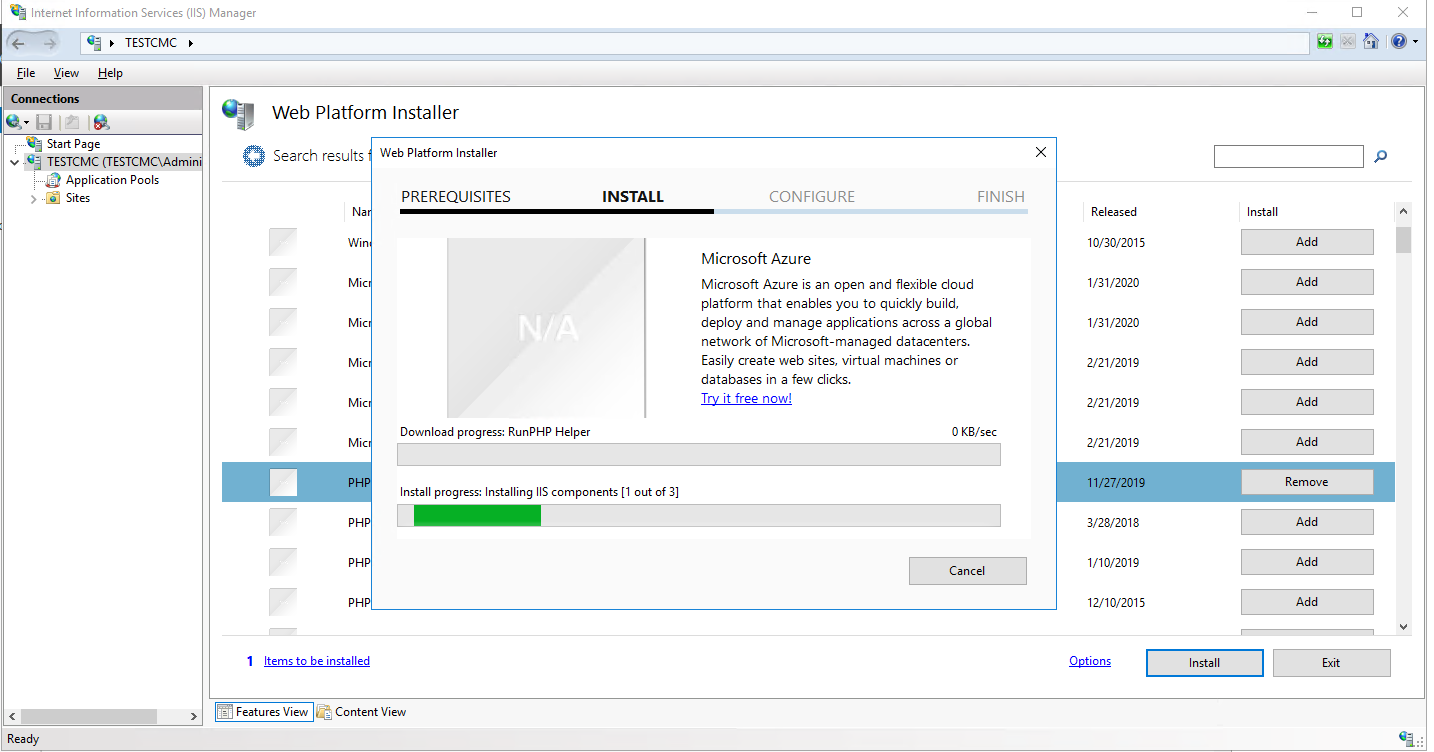 Internet Information Services (IIS) Manager
TESTCMC
File View Help
Connections
Start Page
TESTCMC (TESTCMC\Admini
Application Pools
Sites
Web Platform Installer
Search results f
Web Platform Installer
PREREQUISITES INSTALL CONFIGURE FINISH
N/A
Microsoft Azure
Microsoft Azure is an open and flexible cloud
platform that enables you to quickly build,
deploy and manage applications across a global
network of Microsoft-managed datacenters.
Easily create web sites, virtual machines or
databases in a few clicks.
Try it free now!
Download progress: RunPHP Helper 0 KB/sec
Install progress: Installing IIS components [1 out of 3]
Cancel
Nar Released Install
Wind 10/30/2015 Add
Micr 1/31/2020 Add
Micr 1/31/2020 Add
Micr 2/21/2019 Add
Micr 2/21/2019 Add
Micr 2/21/2019 Add
PHP 11/27/2019 Remove
PHP 3/28/2018 Add
PHP 1/10/2019 Add
PHP 12/10/2015 Add
1 Items to be installed Options Install Exit
Features View Content View
Ready